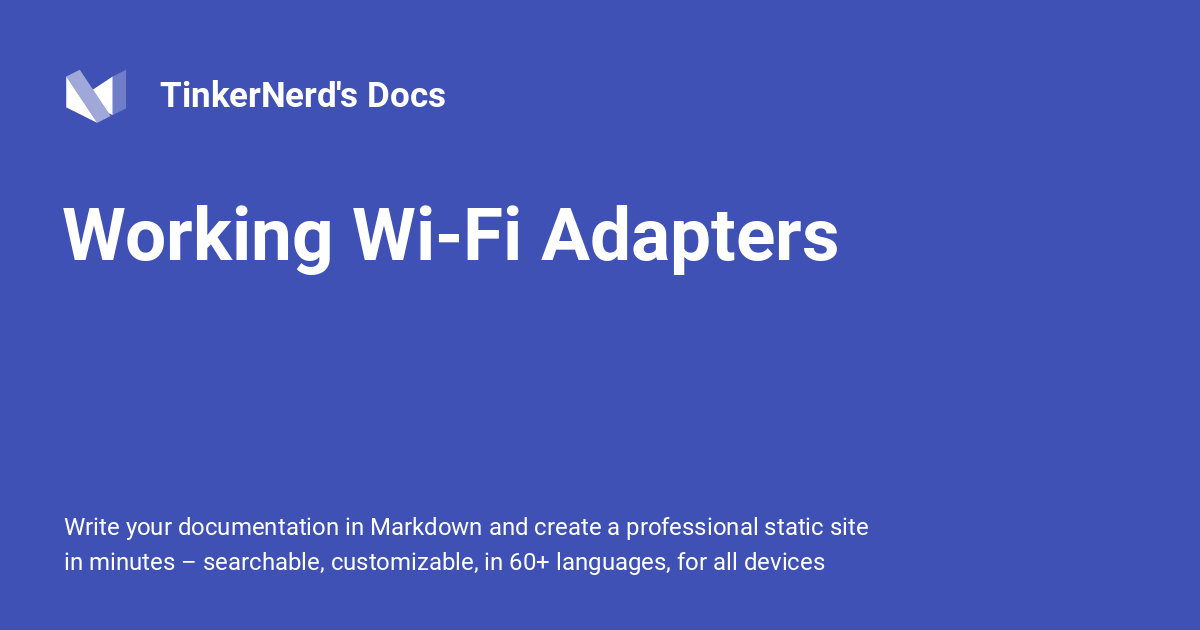 TinkerNerd's Docs
Working Wi-Fi Adapters
Write your documentation in Markdown and create a professional static site
in minutes – searchable, customizable, in 60+ languages, for all devices